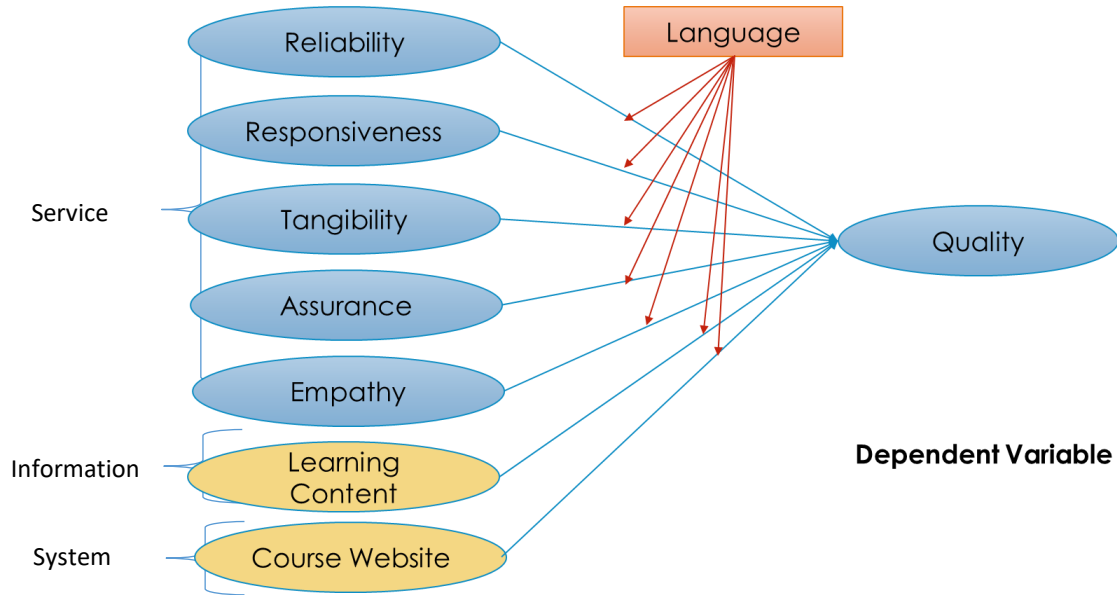 Reliability
Language
Responsiveness
Service
Tangibility
Quality
Assurance
Empathy
Information
Learning
Content
Dependent Variable
System
Course Website